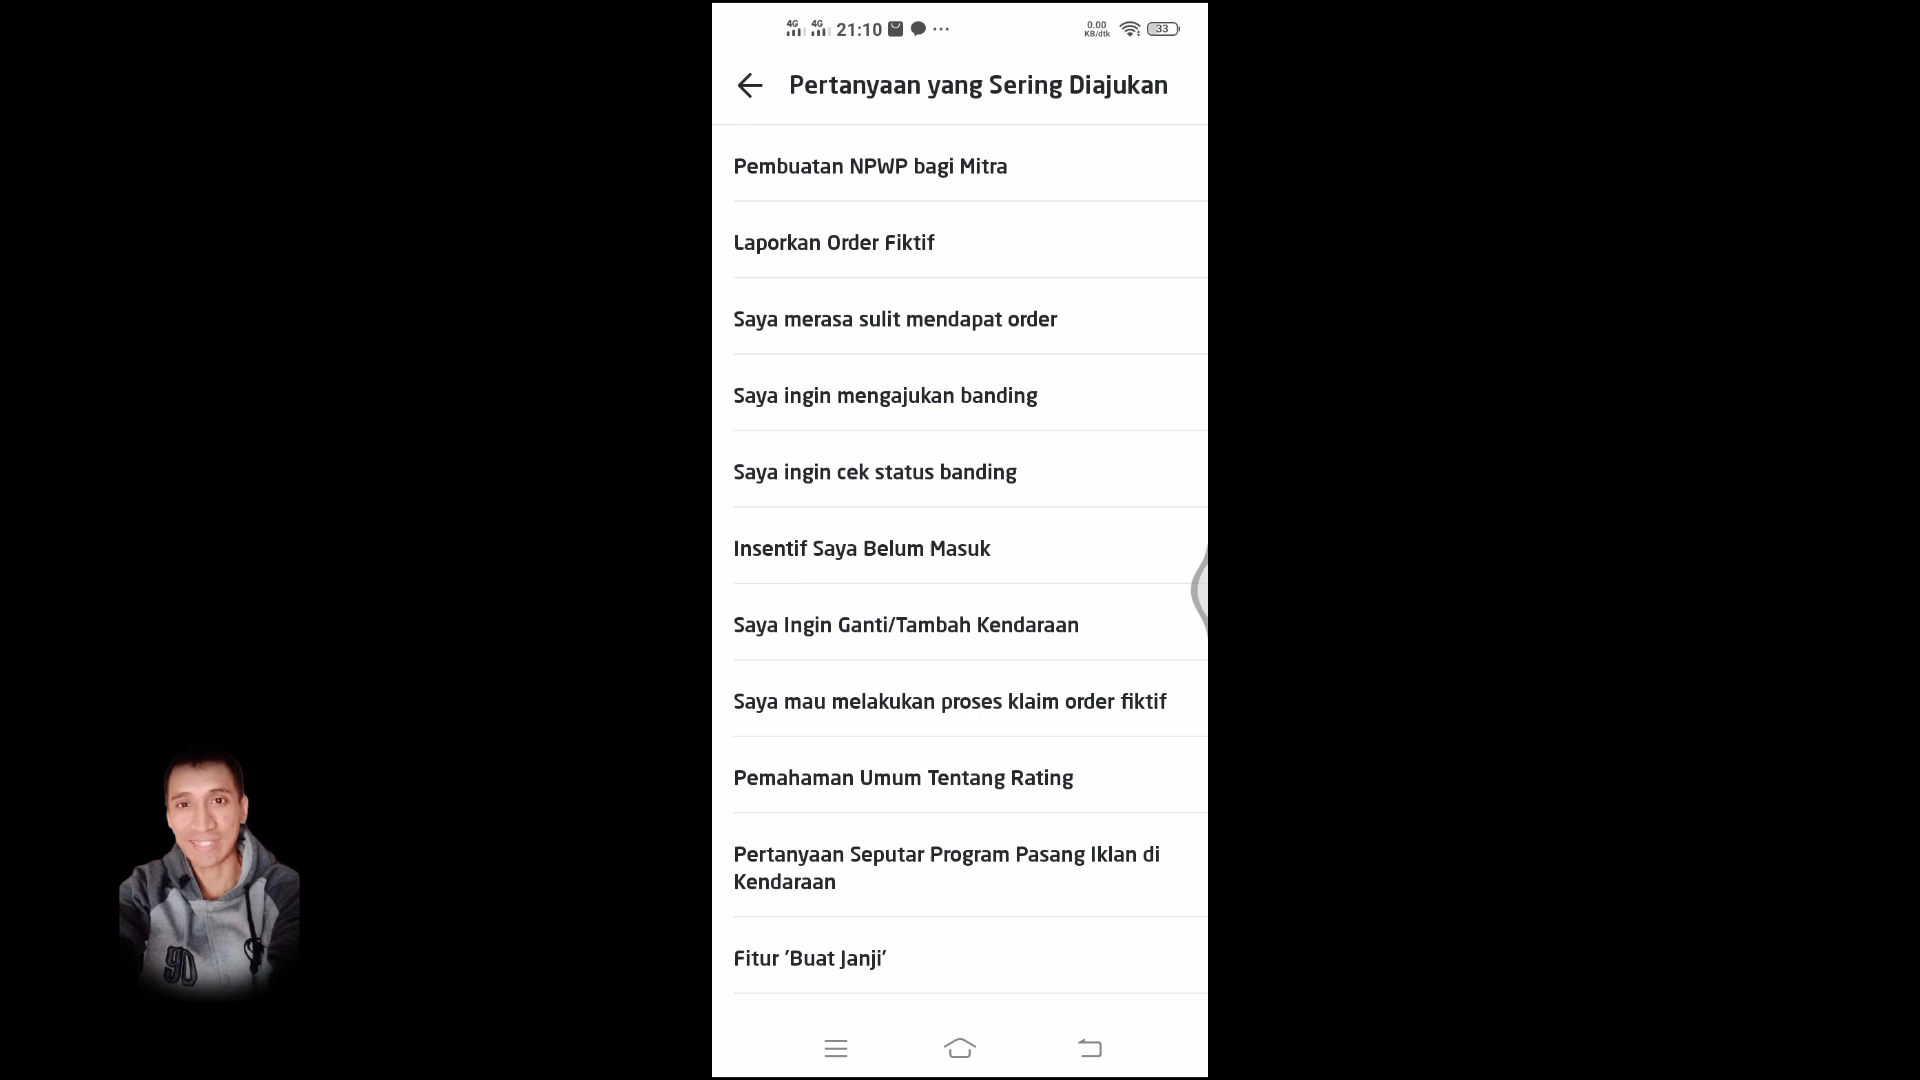 4G 4G 21:10 ... 0.00 KB/dtk 33
Pertanyaan yang Sering Diajukan
Pembuatan NPWP bagi Mitra
Laporkan Order Fiktif
Saya merasa sulit mendapat order
Saya ingin mengajukan banding
Saya ingin cek status banding
Insentif Saya Belum Masuk
Saya Ingin Ganti/Tambah Kendaraan
Saya mau melakukan proses klaim order fiktif
Pemahaman Umum Tentang Rating
Pertanyaan Seputar Program Pasang Iklan di
Kendaraan
Fitur 'Buat Janji'
90